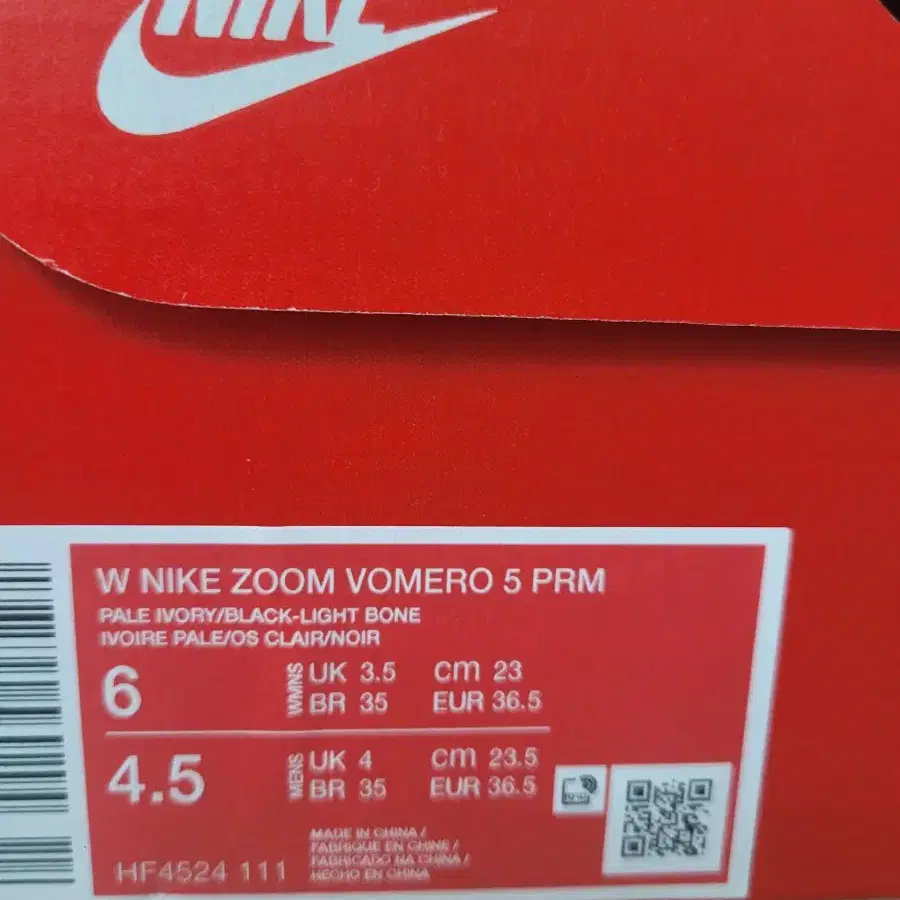 NIKE
W NIKE ZOOM VOMERO 5 PRM
PALE IVORY/BLACK-LIGHT BONE
IVOIRE PALE/OS CLAIR/NOIR
6 WMNS UK 3.5 cm 23
BR 35 EUR 36.5
4.5 MENS UK 4 cm 23.5
BR 35 EUR 36.5
MADE IN CHINA /
FABRIQUE EN CHINE /
FABRICADO NA CHINA /
HECHO EN CHINA
HF4524 111